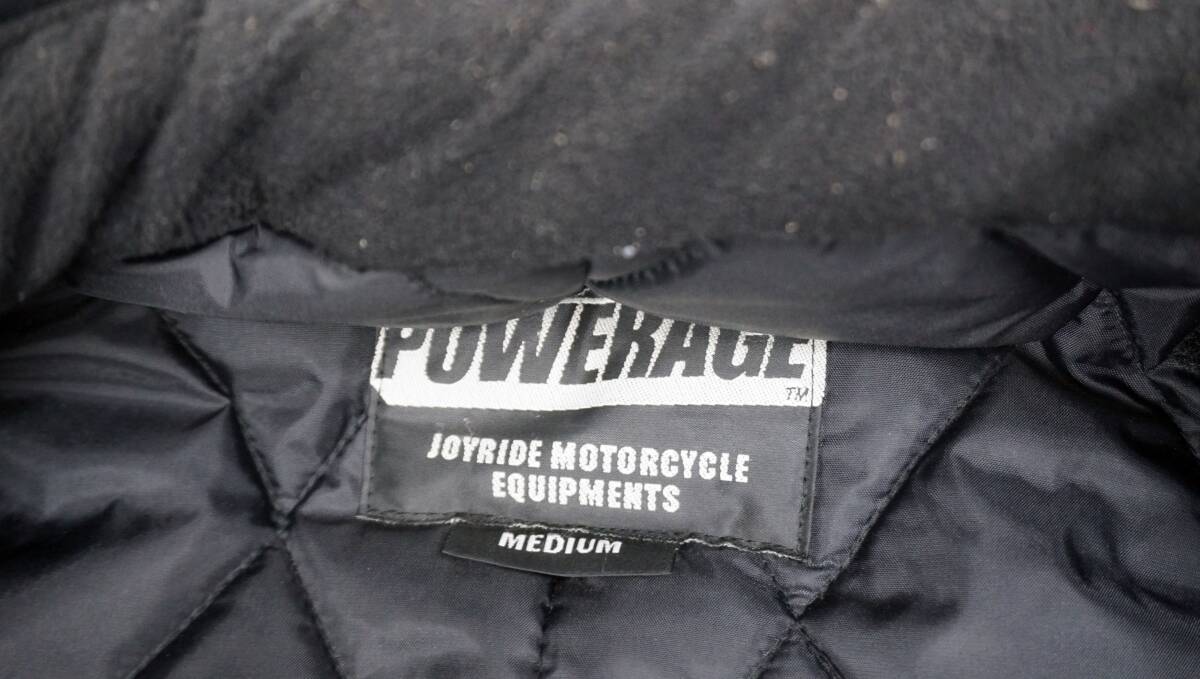 POWERAGE
TM
JOYRIDE MOTORCYCLE
EQUIPMENTS
MEDIUM